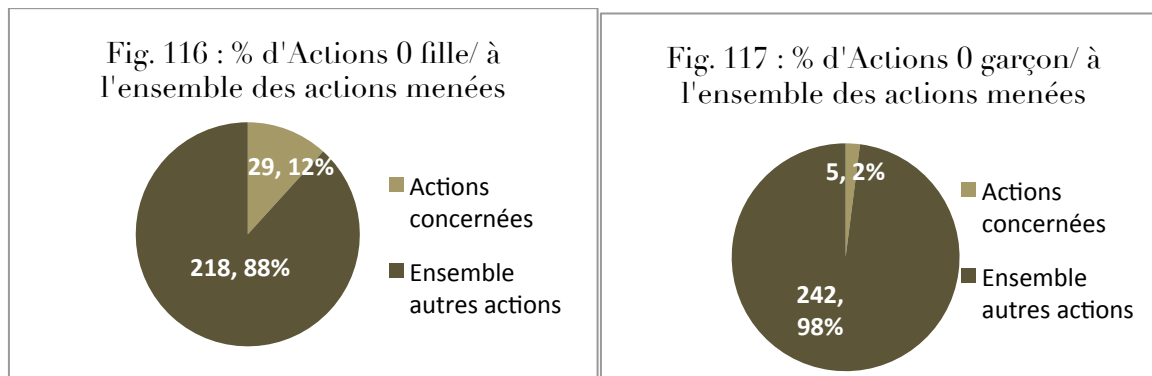 Fig. 116 : % d'Actions 0 fille/ à
l'ensemble des actions menées
29, 12%
218, 88%
Actions
concernées
Ensemble
autres actions
Fig. 117 : % d'Actions 0 garçon/ à
l'ensemble des actions menées
5, 2%
242,
98%
Actions
concernées
Ensemble
autres actions